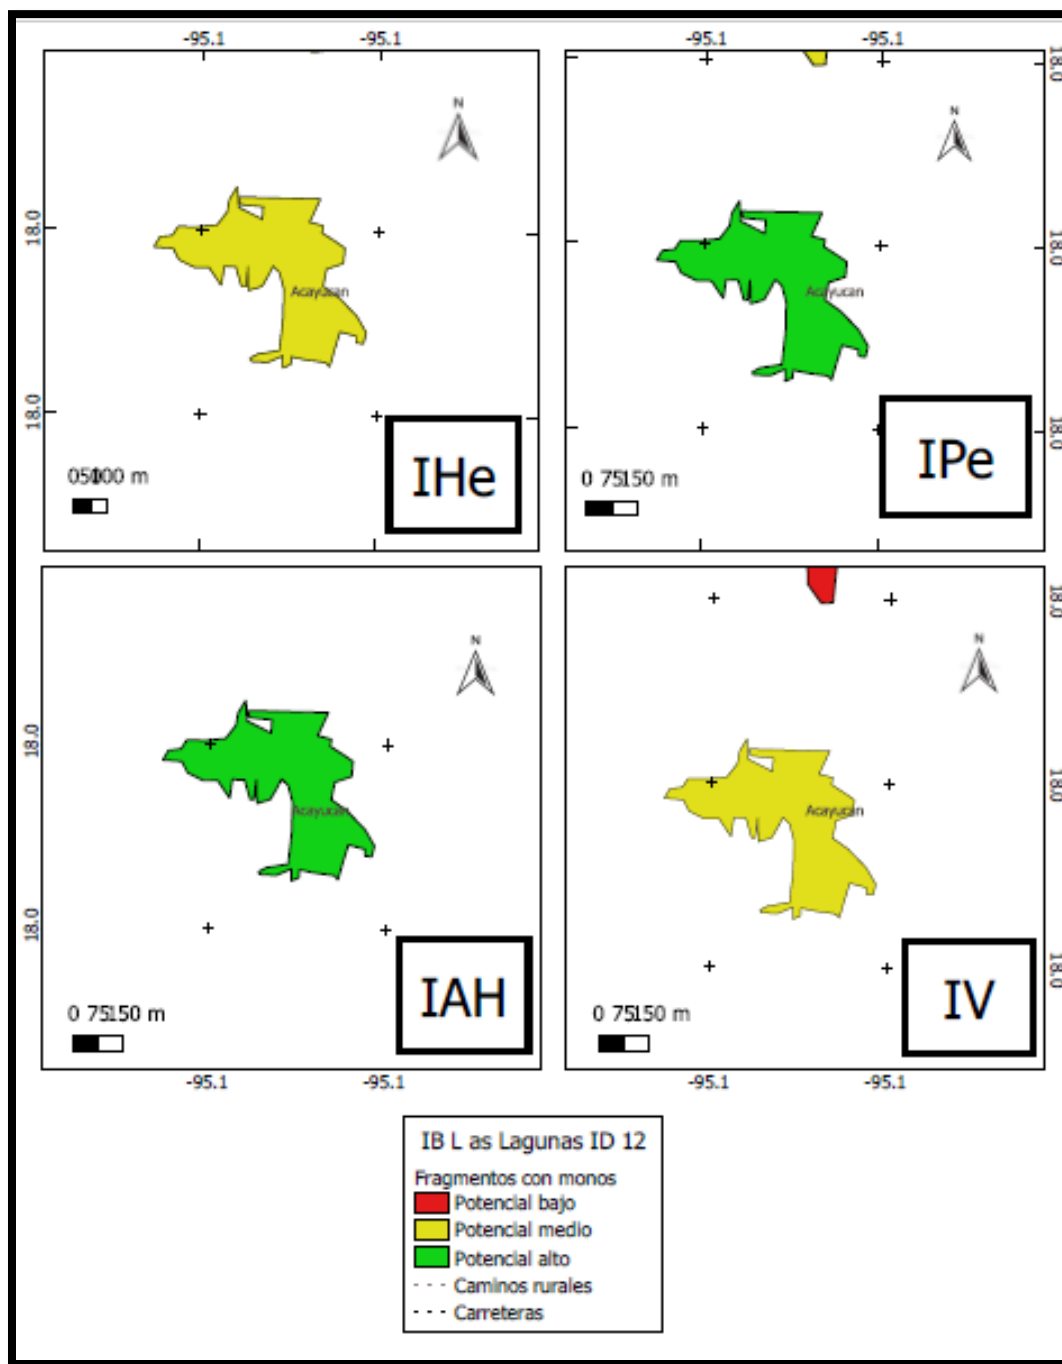 -95.1 -95.1 -95.1 -95.1
N N
18.0
18.0 18.0
Acayucan Acayucan
18.0 18.0
IHe IPe
0 75150 m
N N
18.0
18.0 18.0
Acayucan Acayucan
18.0 18.0
IAH IV
0 75150 m 0 75150 m
-95.1 -95.1 -95.1 -95.1
IB L as Lagunas ID 12
Fragmentos con monos
Potencial bajo
Potencial medio
Potencial alto
Caminos rurales
Carreteras